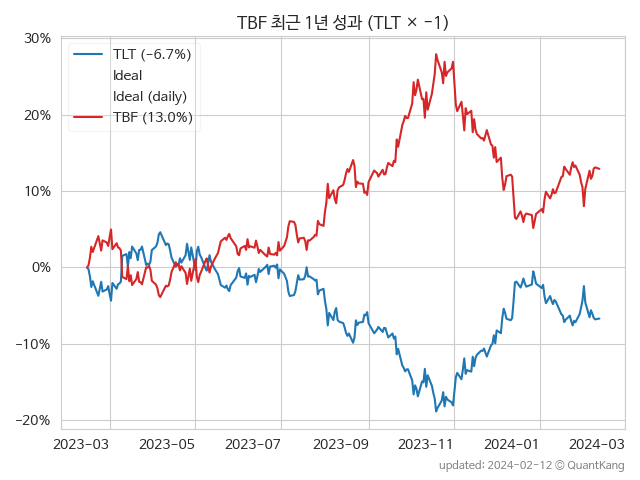 TBF 최근 1년 성과 (TLT × −1)
TLT (−6.7%)
Ideal
Ideal (daily)
TBF (13.0%)
30%
20%
10%
0%
−10%
−20%
2023-03 2023-05 2023-07 2023-09 2023-11 2024-01 2024-03
updated: 2024-02-12 © QuantKang